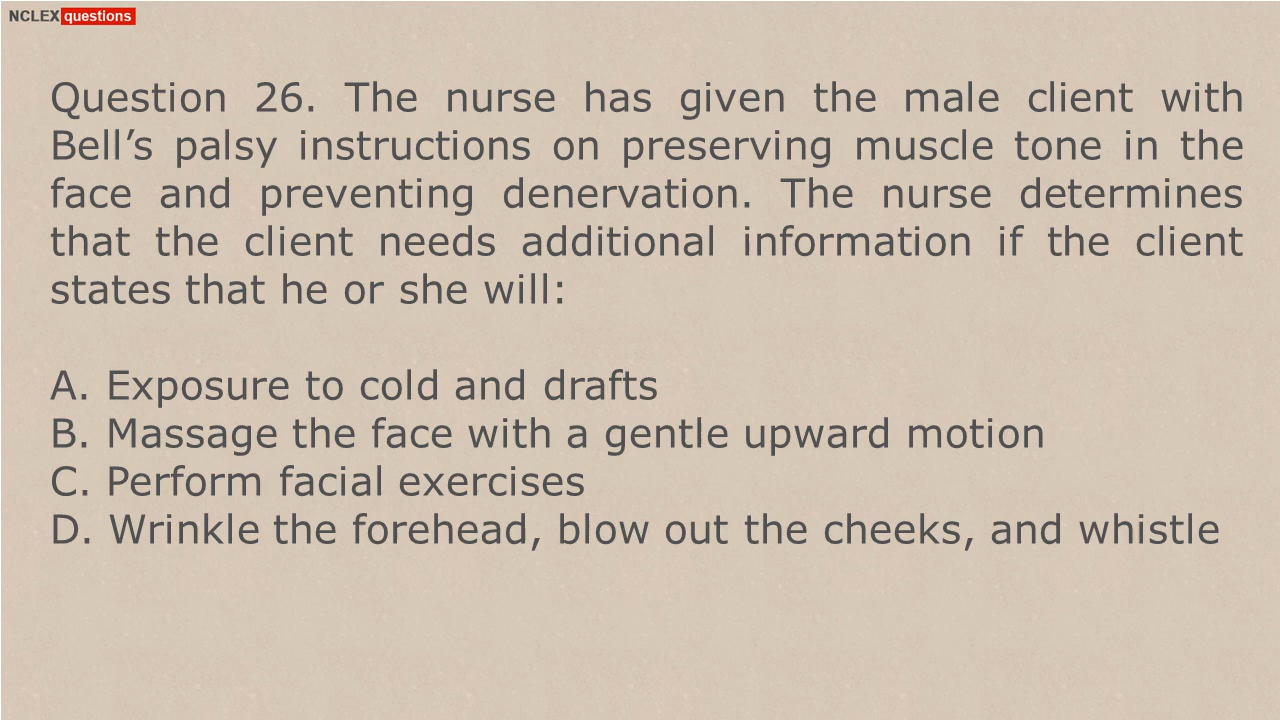 NCLEX questions
Question 26. The nurse has given the male client with
Bell’s palsy instructions on preserving muscle tone in the
face and preventing denervation. The nurse determines
that the client needs additional information if the client
states that he or she will:
A. Exposure to cold and drafts
B. Massage the face with a gentle upward motion
C. Perform facial exercises
D. Wrinkle the forehead, blow out the cheeks, and whistle